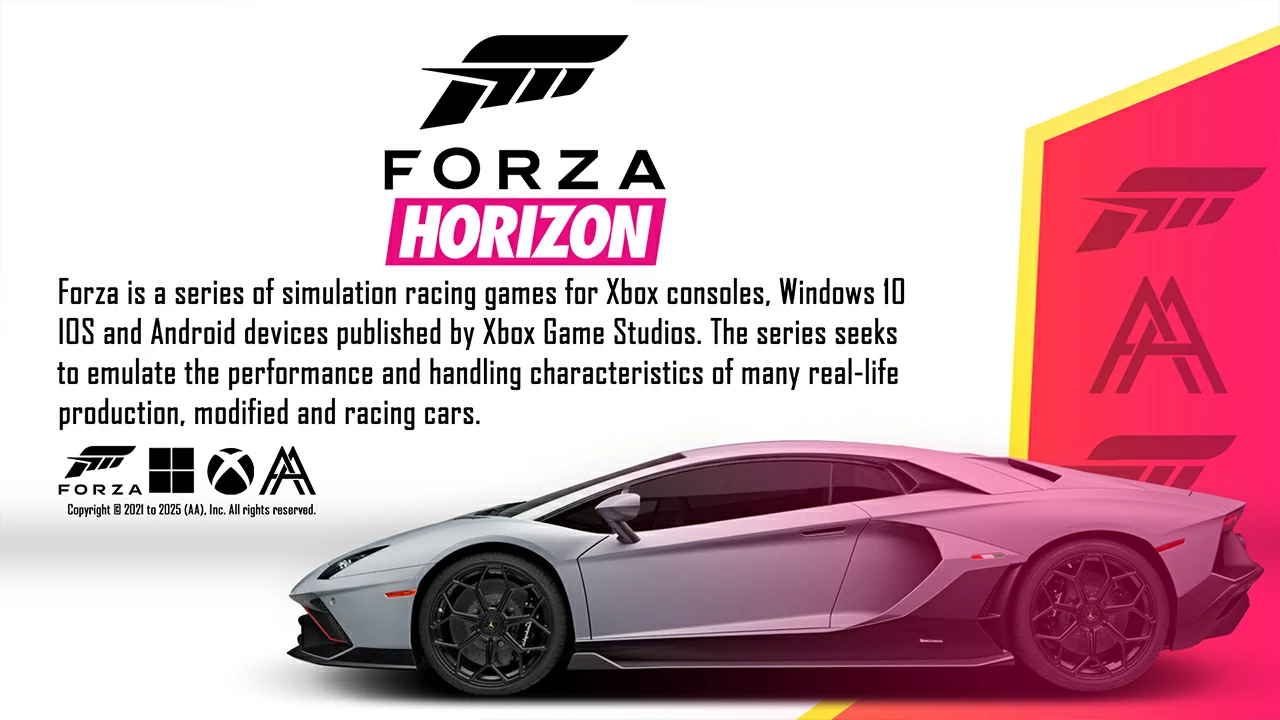 FORZA
HORIZON
Forza is a series of simulation racing games for Xbox consoles, Windows 10
IOS and Android devices published by Xbox Game Studios. The series seeks
to emulate the performance and handling characteristics of many real-life
production, modified and racing cars.
FORZA
Copyright © 2021 to 2025 (AA), Inc. All rights reserved.